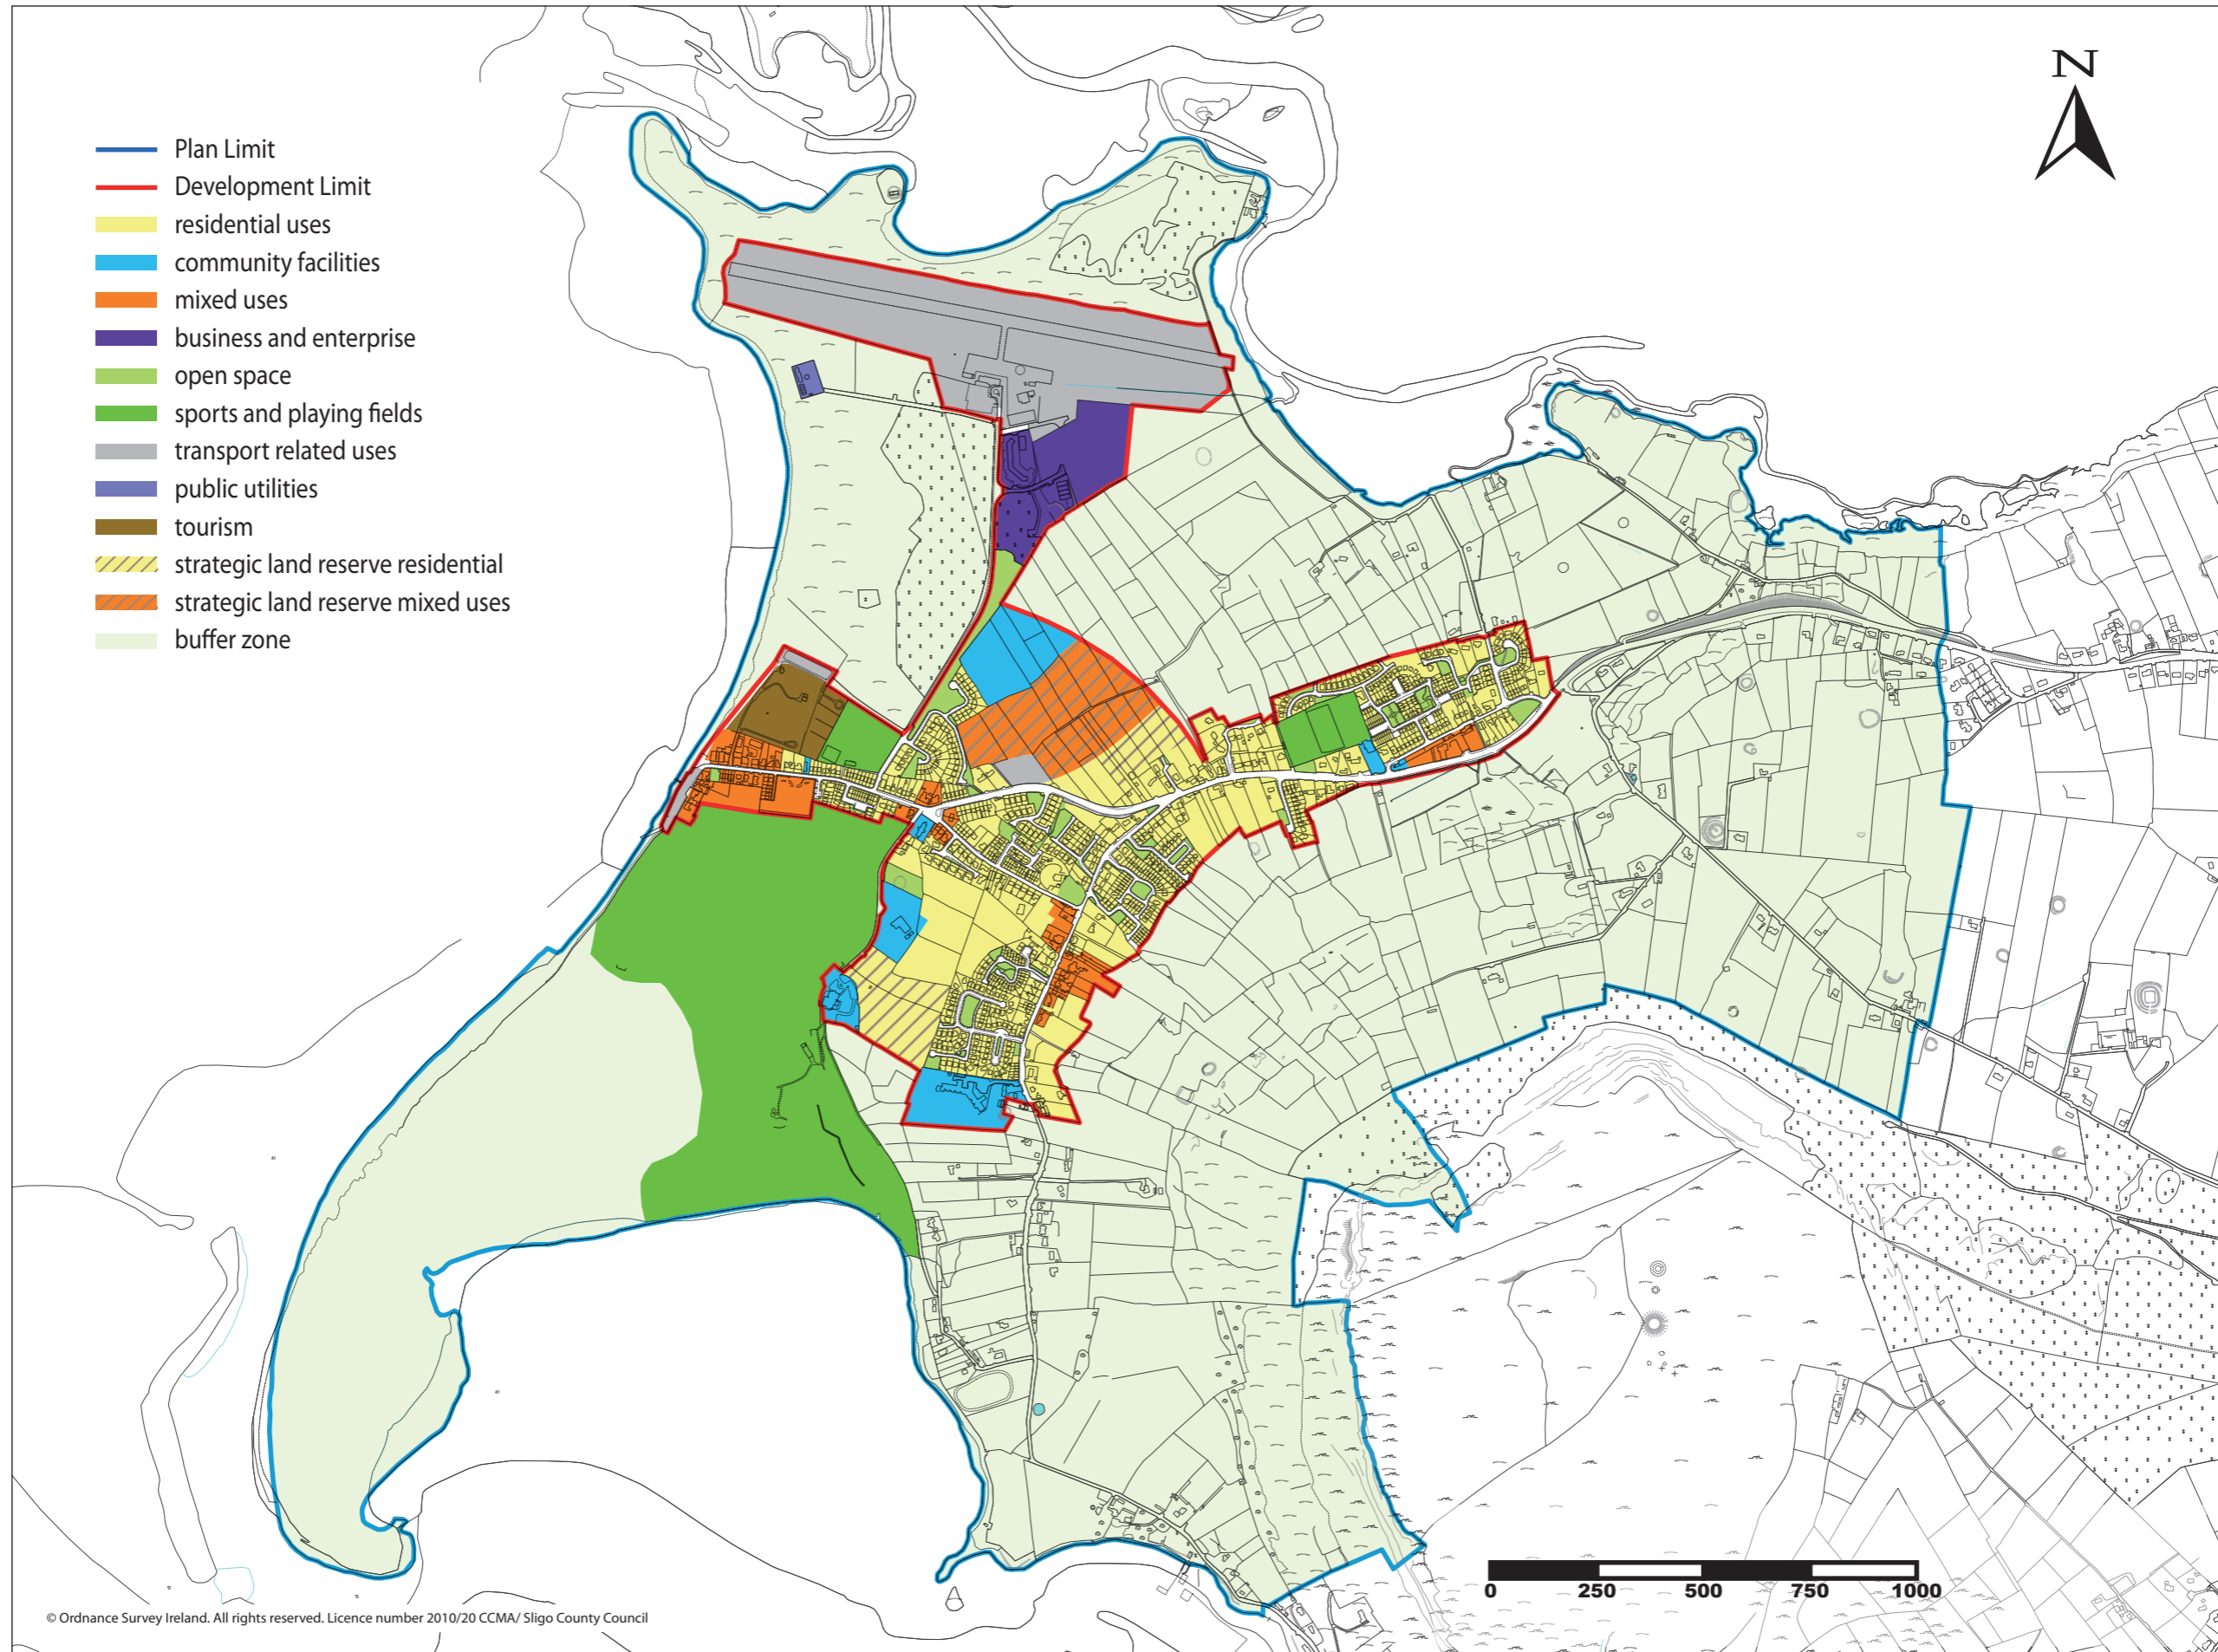 N
Plan Limit
Development Limit
residential uses
community facilities
mixed uses
business and enterprise
open space
sports and playing fields
transport related uses
public utilities
tourism
strategic land reserve residential
strategic land reserve mixed uses
buffer zone
0 250 500 750 1000
© Ordnance Survey Ireland. All rights reserved. Licence number 2010/20 CCMA/ Sligo County Council